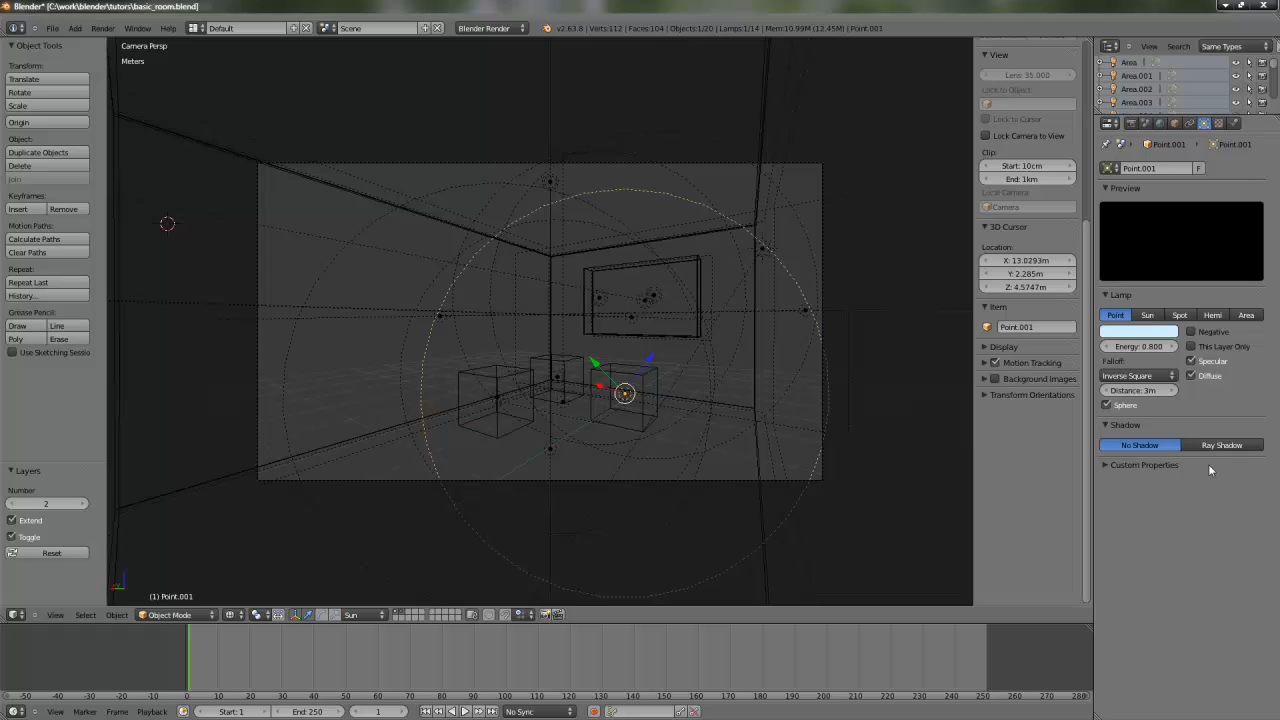 Blender* [C:\work\blender\tutors\basic_room.blend]
File Add Render Window Help Default Scene Blender Render v2.63.8 | Verts:112 | Faces:104 | Objects:1/20 | Lamps:1/14 | Mem:10.99M (12.45M) | Point.001
Object Tools
Transform:
Translate
Rotate
Scale
Origin
Object:
Duplicate Objects
Delete
Join
Keyframes:
Insert Remove
Motion Paths:
Calculate Paths
Clear Paths
Repeat:
Repeat Last
History...
Grease Pencil:
Draw Line
Poly Erase
Use Sketching Sessio
Layers
Number
2
Extend
Toggle
Reset
Camera Persp
Meters
(1) Point.001
View Select Object Object Mode Sun
View
Lens: 35.000
Lock to Object:
Lock to Cursor
Lock Camera to View
Clip:
Start: 10cm
End: 1km
Local Camera:
Camera
3D Cursor
Location:
X: 13.0293m
Y: 2.285m
Z: 4.5747m
Item
Point.001
Display
Motion Tracking
Background Images
Transform Orientations
View Search Same Types
Area
Area.001
Area.002
Area.003
Point.001 Point.001
Point.001 F
Preview
Lamp
Point Sun Spot Hemi Area
Negative
Energy: 0.800 This Layer Only
Falloff: Specular
Inverse Square Diffuse
Distance: 3m
Sphere
Shadow
No Shadow Ray Shadow
Custom Properties
-50 -40 -30 -20 -10 0 10 20 30 40 50 60 70 80 90 100 110 120 130 140 150 160 170 180 190 200 210 220 230 240 250 260 270 280
View Marker Frame Playback Start: 1 End: 250 1 No Sync